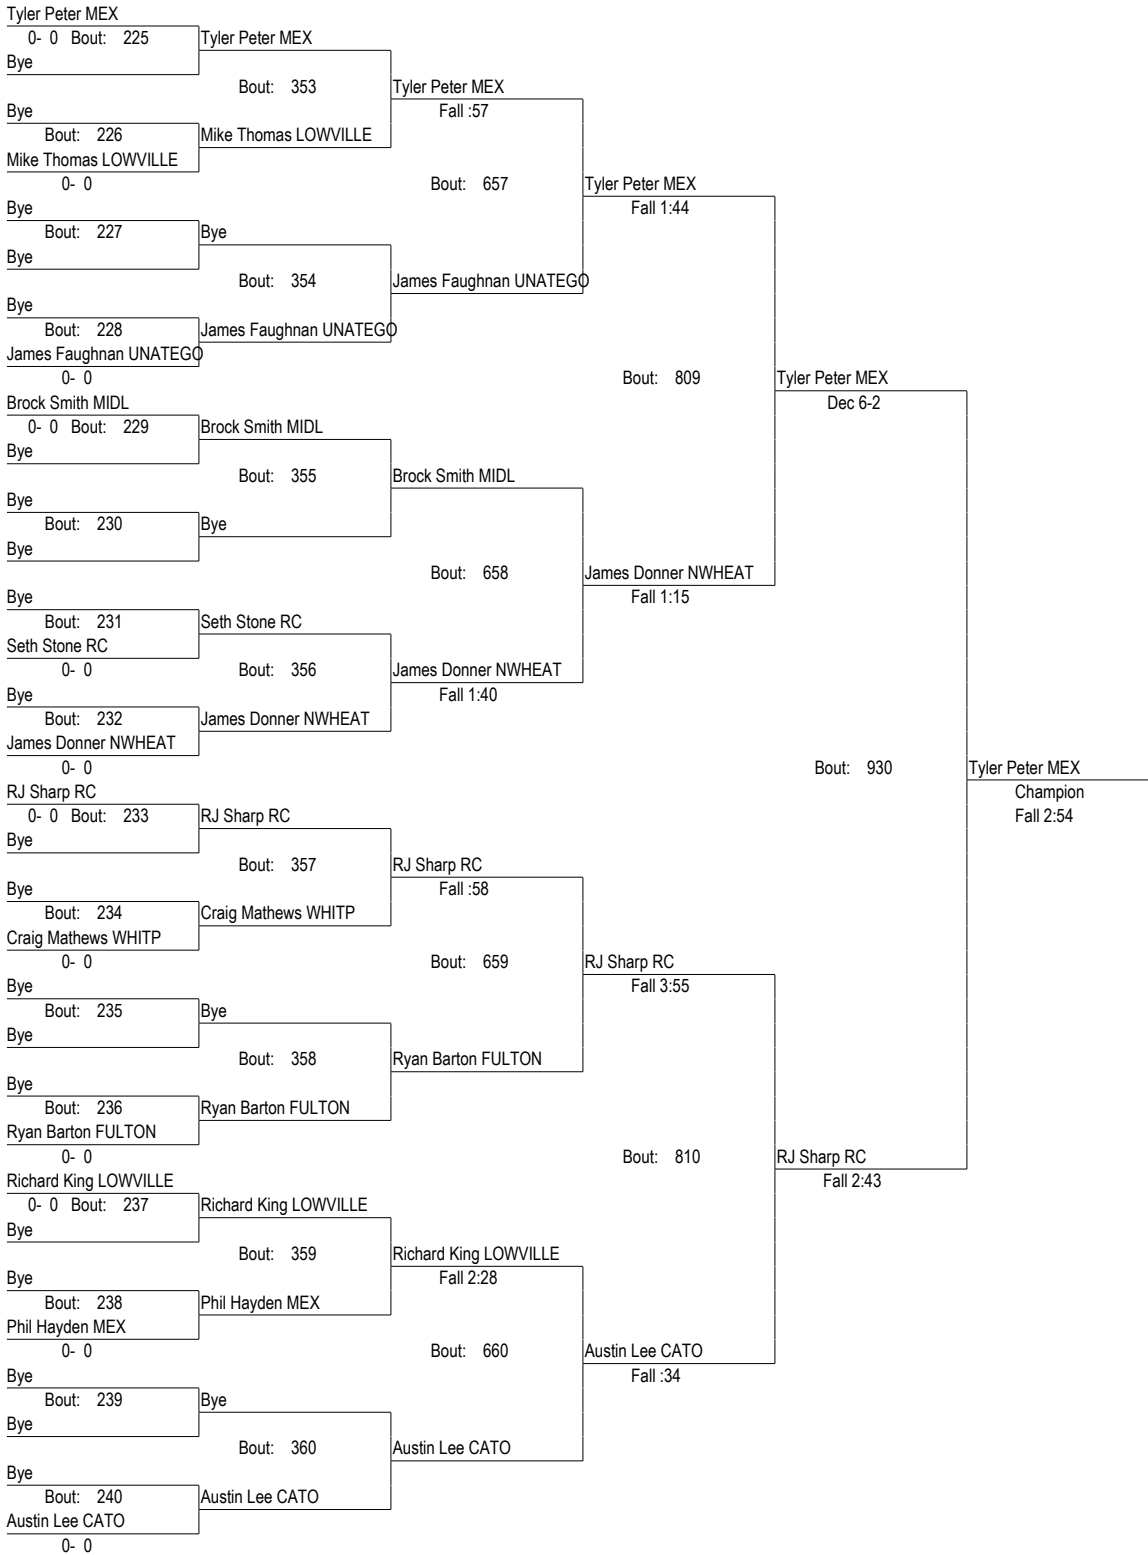 Tyler Peter MEX
0- 0 Bout: 225 Tyler Peter MEX
Bye
Bout: 353 Tyler Peter MEX
Bye Fall :57
Bout: 226 Mike Thomas LOWVILLE
Mike Thomas LOWVILLE
0- 0 Bout: 657 Tyler Peter MEX
Bye Fall 1:44
Bout: 227 Bye
Bye
Bout: 354 James Faughnan UNATEGO
Bye
Bout: 228 James Faughnan UNATEGO
James Faughnan UNATEGO
0- 0 Bout: 809 Tyler Peter MEX
Brock Smith MIDL Dec 6-2
0- 0 Bout: 229 Brock Smith MIDL
Bye
Bout: 355 Brock Smith MIDL
Bye
Bout: 230 Bye
Bye
Bout: 658 James Donner NWHEAT
Bye Fall 1:15
Bout: 231 Seth Stone RC
Seth Stone RC
0- 0 Bout: 356 James Donner NWHEAT
Bye Fall 1:40
Bout: 232 James Donner NWHEAT
James Donner NWHEAT
0- 0 Bout: 930 Tyler Peter MEX
RJ Sharp RC Champion
0- 0 Bout: 233 RJ Sharp RC Fall 2:54
Bye
Bout: 357 RJ Sharp RC
Bye Fall :58
Bout: 234 Craig Mathews WHITP
Craig Mathews WHITP
0- 0 Bout: 659 RJ Sharp RC
Bye Fall 3:55
Bout: 235 Bye
Bye
Bout: 358 Ryan Barton FULTON
Bye
Bout: 236 Ryan Barton FULTON
Ryan Barton FULTON
0- 0 Bout: 810 RJ Sharp RC
Richard King LOWVILLE Fall 2:43
0- 0 Bout: 237 Richard King LOWVILLE
Bye
Bout: 359 Richard King LOWVILLE
Bye Fall 2:28
Bout: 238 Phil Hayden MEX
Phil Hayden MEX
0- 0 Bout: 660 Austin Lee CATO
Bye Fall :34
Bout: 239 Bye
Bye
Bout: 360 Austin Lee CATO
Bye
Bout: 240 Austin Lee CATO
Austin Lee CATO
0- 0